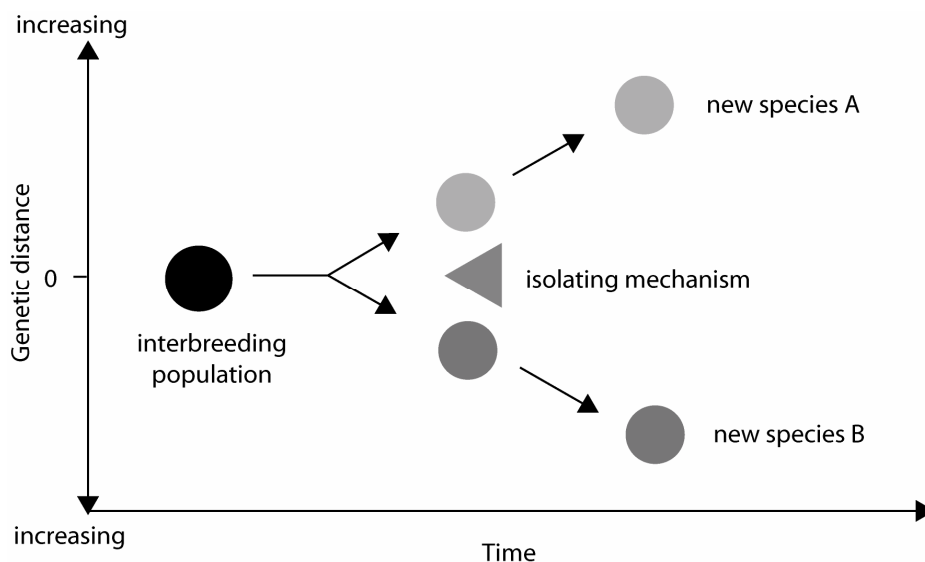 increasing
new species A
Genetic distance
0
isolating mechanism
interbreeding
population
new species B
increasing
Time